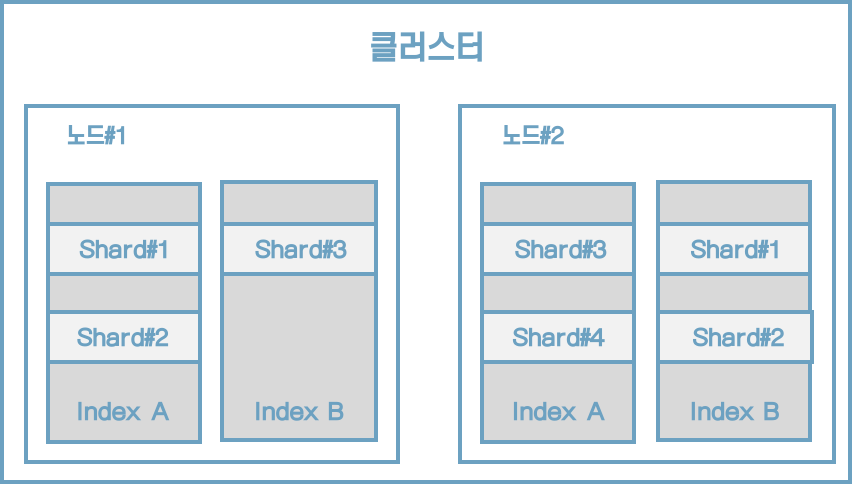 클러스터
노드#1
Shard#1
Shard#2
Index A
Shard#3
Index B
노드#2
Shard#3
Shard#4
Index A
Shard#1
Shard#2
Index B